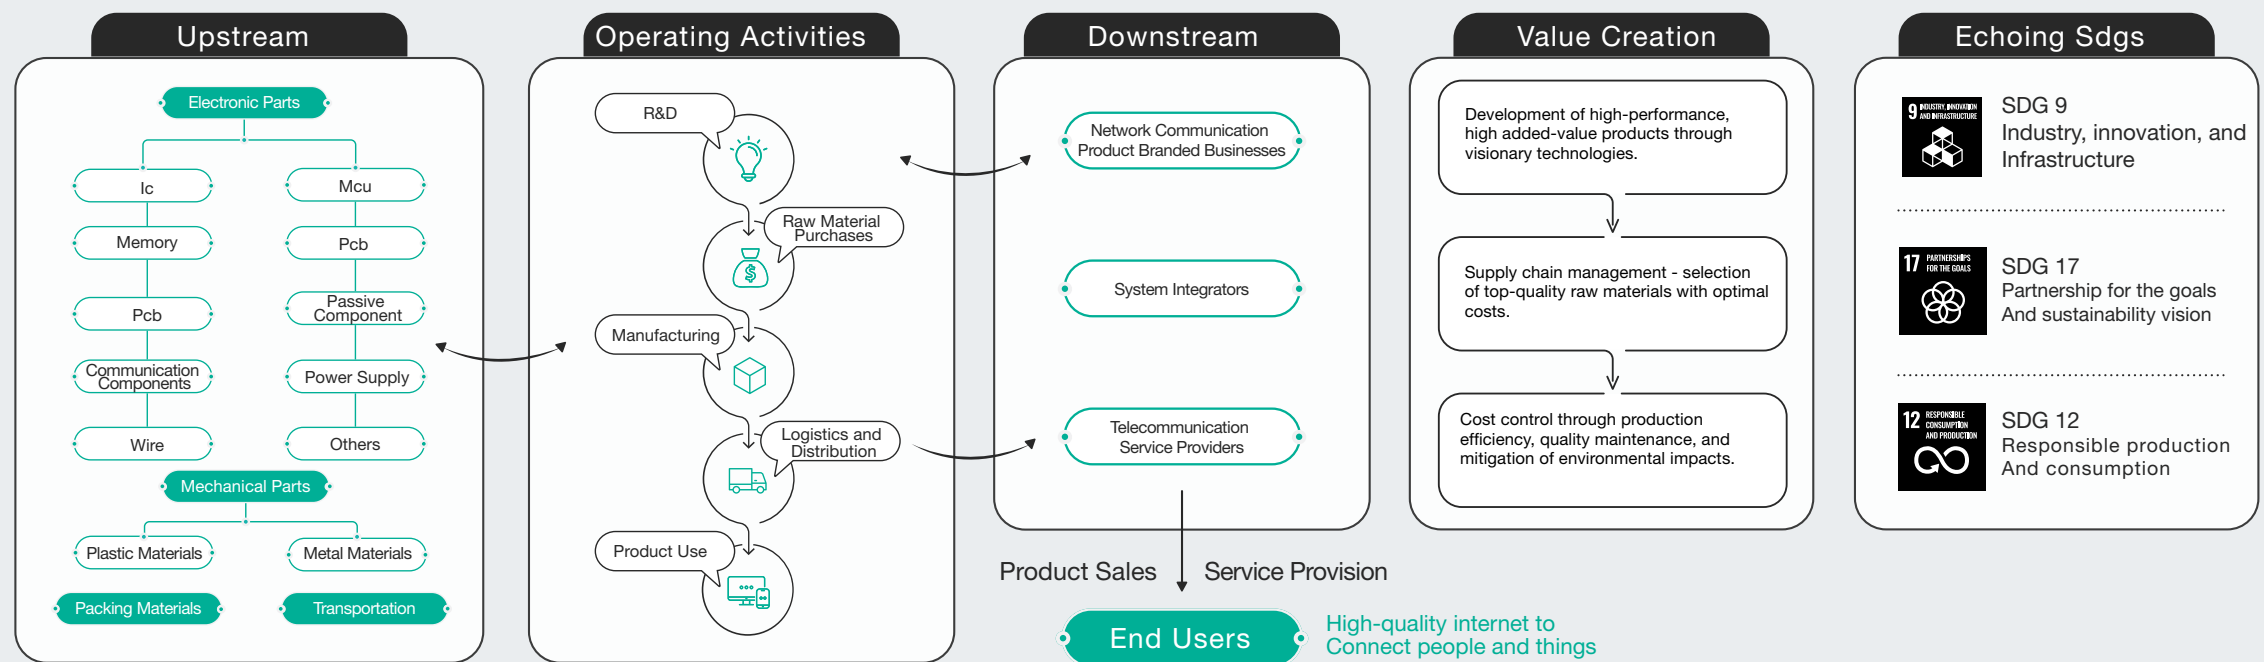 Upstream
Electronic Parts
Ic
Memory
Pcb
Communication
Components
Wire
Mcu
Pcb
Passive
Component
Power Supply
Others
Mechanical Parts
Plastic Materials
Metal Materials
Packing Materials
Transportation
Operating Activities
R&D
Raw Material
Purchases
$
Manufacturing
Logistics and
Distribution
Product Use
Downstream
Network Communication
Product Branded Businesses
System Integrators
Telecommunication
Service Providers
Product Sales
Service Provision
End Users
High-quality internet to
Connect people and things
Value Creation
Development of high-performance,
high added-value products through
visionary technologies.
Supply chain management - selection
of top-quality raw materials with optimal
costs.
Cost control through production
efficiency, quality maintenance, and
mitigation of environmental impacts.
Echoing Sdgs
9 INDUSTRY, INNOVATION
AND INFRASTRUCTURE
SDG 9
Industry, innovation, and
Infrastructure
17 PARTNERSHIPS
FOR THE GOALS
SDG 17
Partnership for the goals
And sustainability vision
12 RESPONSIBLE
CONSUMPTION
AND PRODUCTION
SDG 12
Responsible production
And consumption